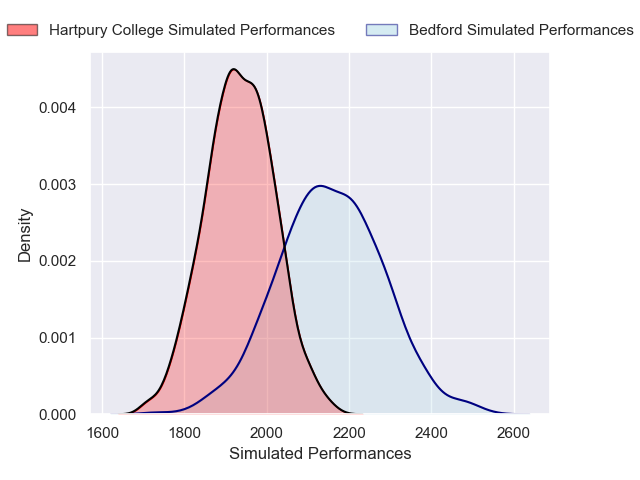 Hartpury College Simulated Performances
Bedford Simulated Performances
0.004
0.003
0.002
0.001
0.000
Density
1600 1800 2000 2200 2400 2600
Simulated Performances